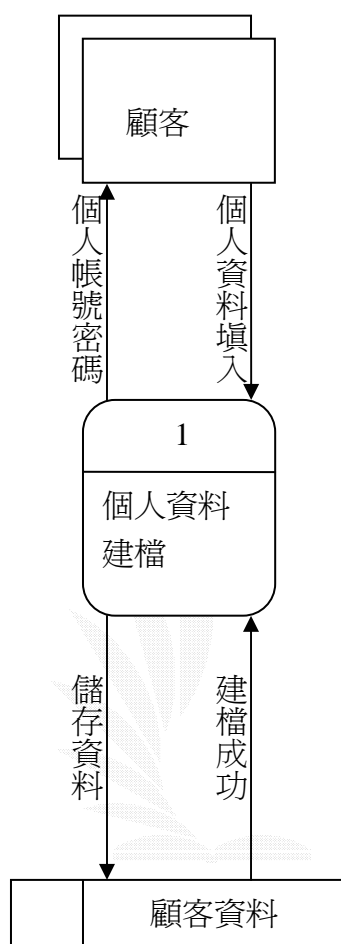 顧客
個人帳號密碼
個人資料填入
1
個人資料
建檔
儲存資料
建檔成功
顧客資料